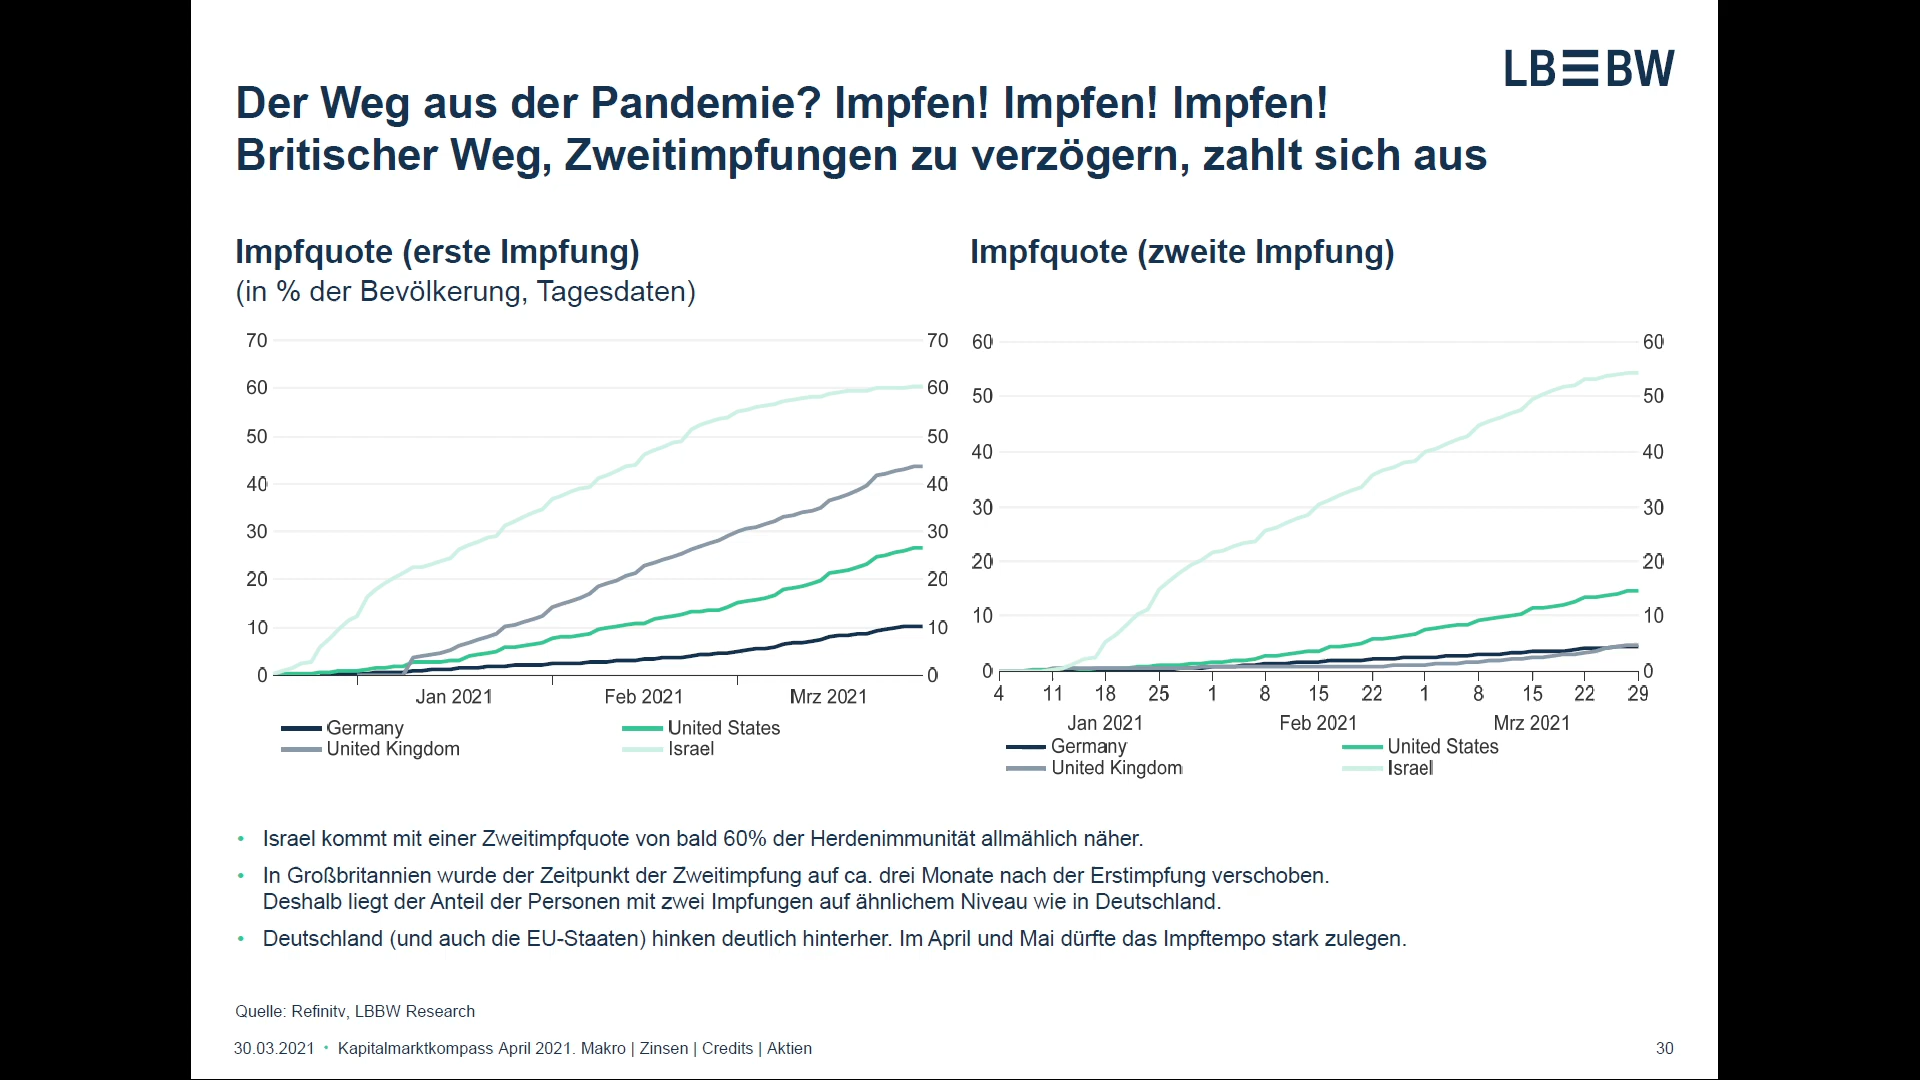 LBBW
Der Weg aus der Pandemie? Impfen! Impfen! Impfen!
Britischer Weg, Zweitimpfungen zu verzögern, zahlt sich aus
Impfquote (erste Impfung)
(in % der Bevölkerung, Tagesdaten)
70 70
60 60
50 50
40 40
30 30
20 20
10 10
0 0
Jan 2021 Feb 2021 Mrz 2021
Germany United States
United Kingdom Israel
Impfquote (zweite Impfung)
60 60
50 50
40 40
30 30
20 20
10 10
0 0
4 11 18 25 1 8 15 22 1 8 15 22 29
Jan 2021 Feb 2021 Mrz 2021
Germany United States
United Kingdom Israel
• Israel kommt mit einer Zweitimpfquote von bald 60% der Herdenimmunität allmählich näher.
• In Großbritannien wurde der Zeitpunkt der Zweitimpfung auf ca. drei Monate nach der Erstimpfung verschoben.
Deshalb liegt der Anteil der Personen mit zwei Impfungen auf ähnlichem Niveau wie in Deutschland.
• Deutschland (und auch die EU-Staaten) hinken deutlich hinterher. Im April und Mai dürfte das Impftempo stark zulegen.
Quelle: Refinitv, LBBW Research
30.03.2021 • Kapitalmarktkompass April 2021. Makro | Zinsen | Credits | Aktien 30